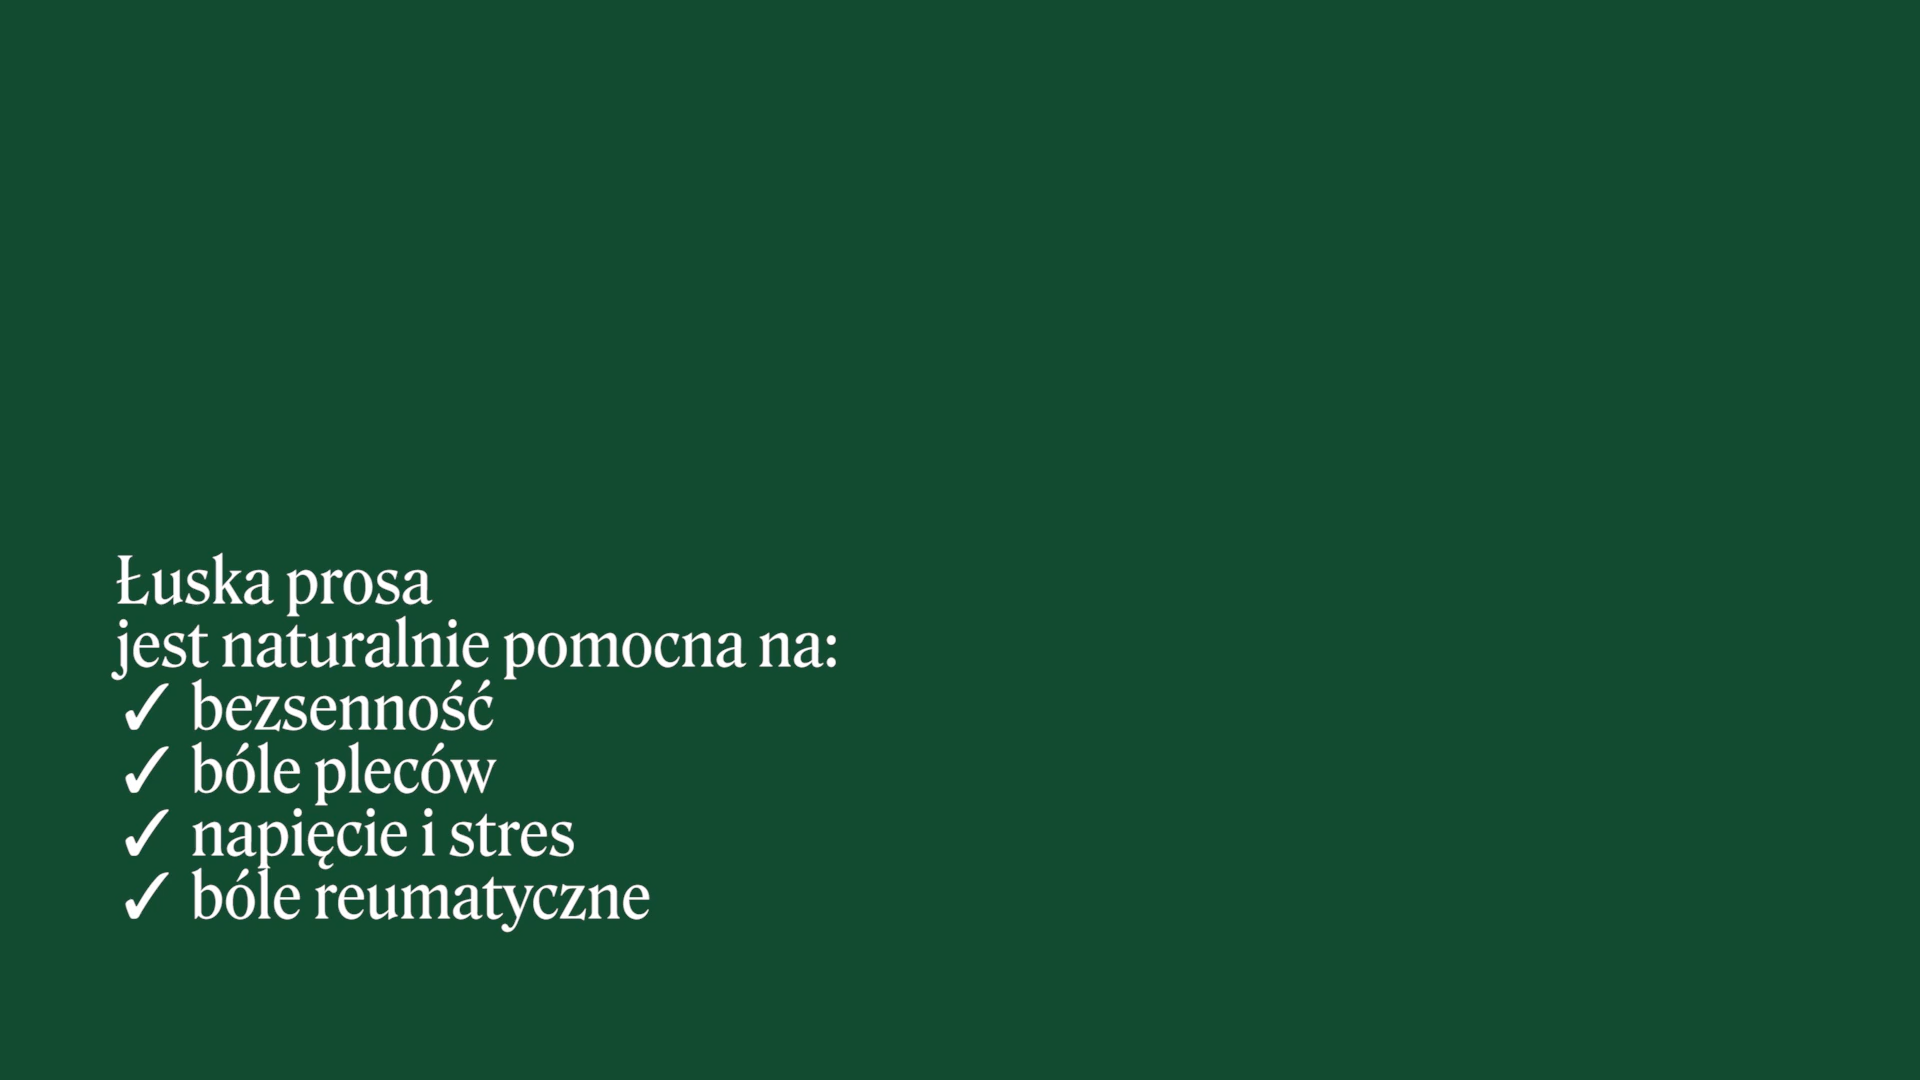 Łuska prosa
jest naturalnie pomocna na:
✓ bezsenność
✓ bóle pleców
✓ napięcie i stres
✓ bóle reumatyczne